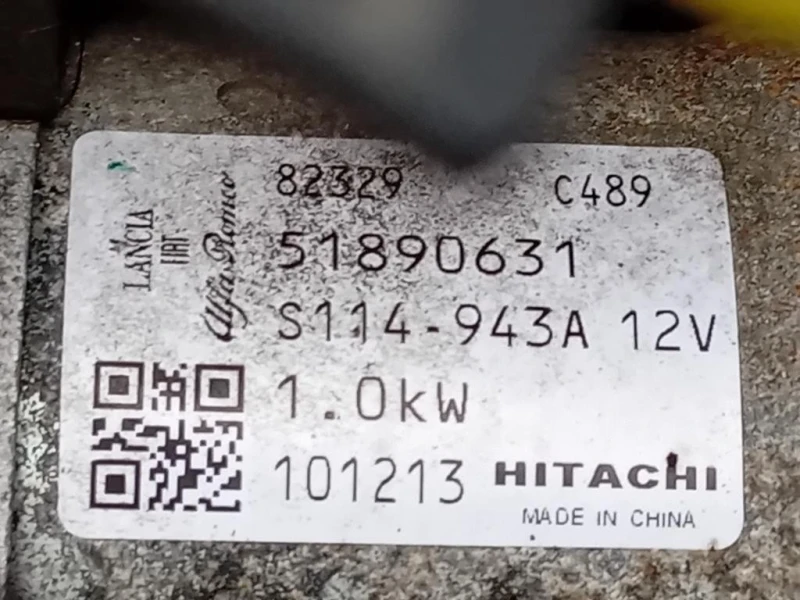 82329 C489
51890631
S114-943A 12V
1.0kW
101213 HITACHI
MADE IN CHINA
LANCIA
FIAT
Alfa Romeo